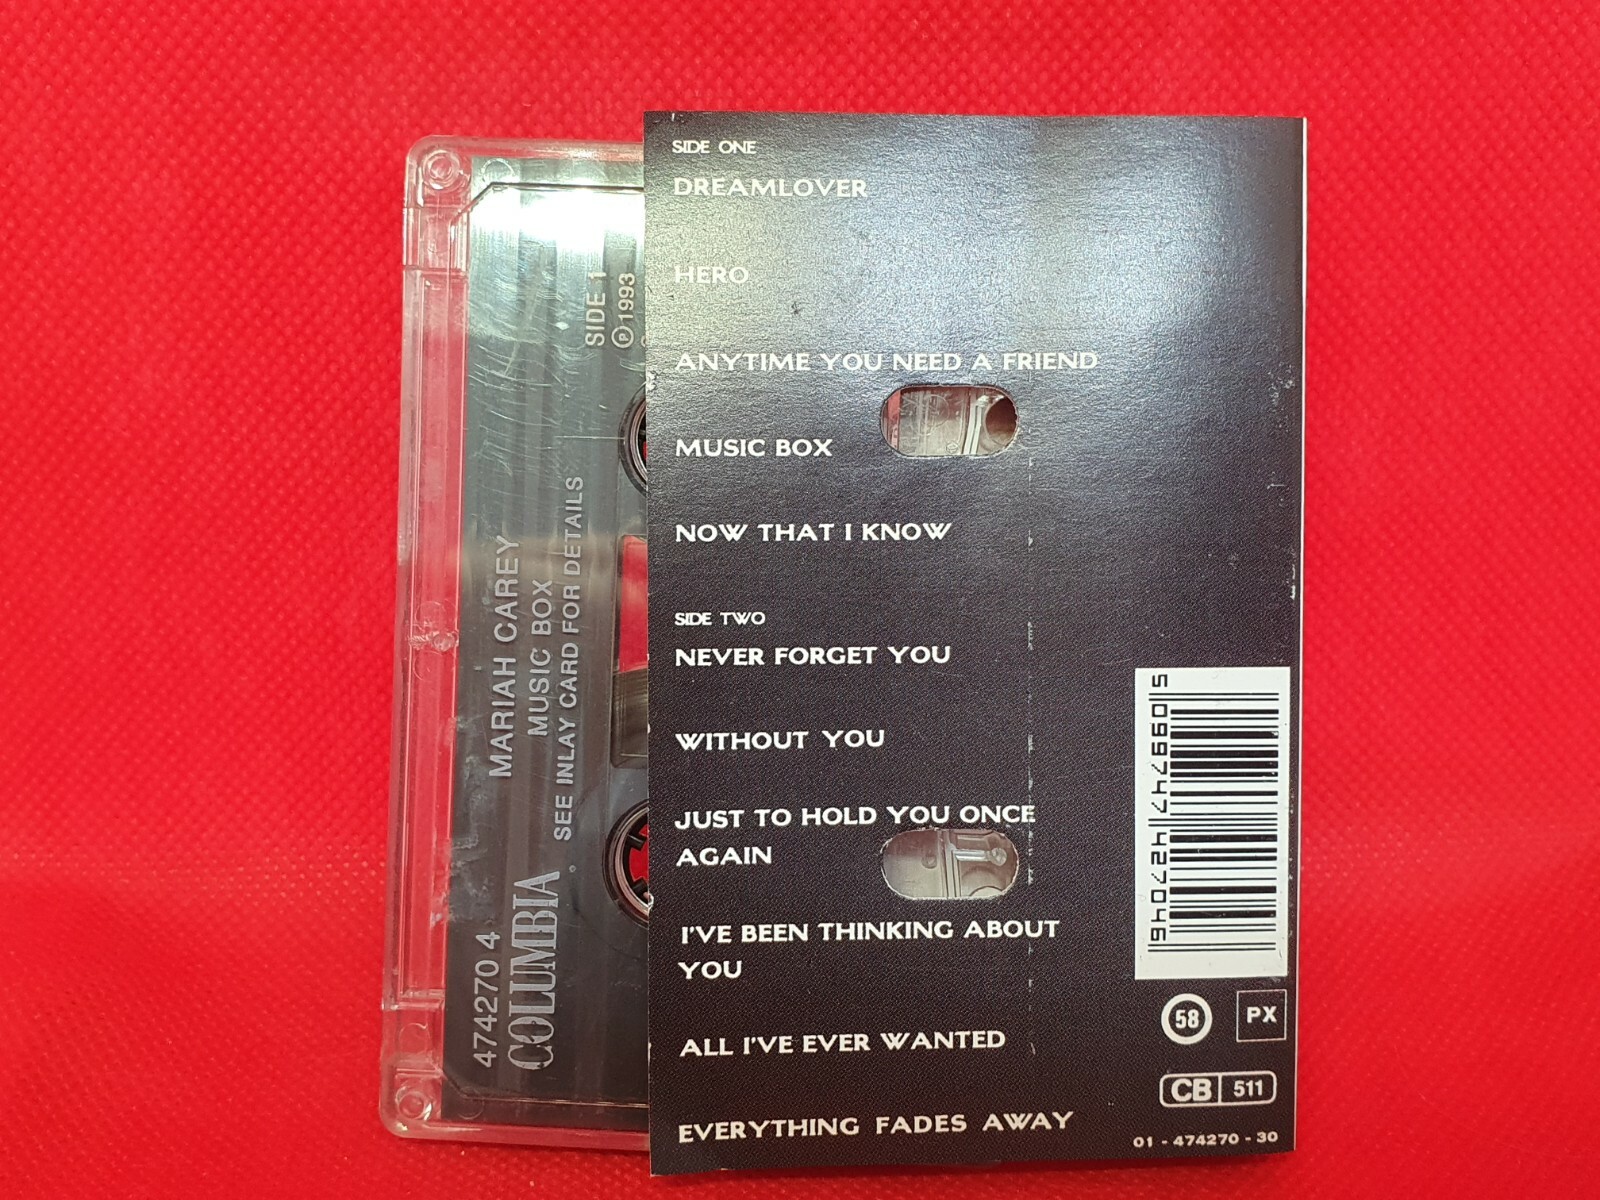 SIDE 1
℗1993
MARIAH CAREY
MUSIC BOX
SEE INLAY CARD FOR DETAILS
474270 4
COLUMBIA
SIDE ONE
DREAMLOVER
HERO
ANYTIME YOU NEED A FRIEND
MUSIC BOX
NOW THAT I KNOW
SIDE TWO
NEVER FORGET YOU
WITHOUT YOU
JUST TO HOLD YOU ONCE
AGAIN
I'VE BEEN THINKING ABOUT
YOU
ALL I'VE EVER WANTED
EVERYTHING FADES AWAY
5 099747 427046
58
PX
CB 511
01 - 474270 - 30